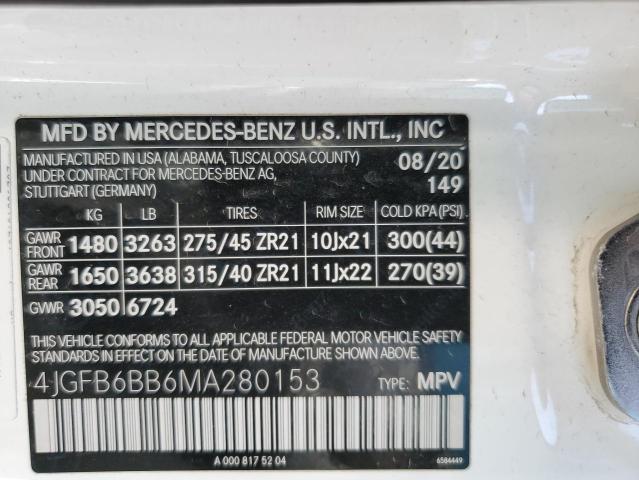 MFD BY MERCEDES-BENZ U.S. INTL., INC
MANUFACTURED IN USA (ALABAMA, TUSCALOOSA COUNTY) 08/20
UNDER CONTRACT FOR MERCEDES-BENZ AG,
STUTTGART (GERMANY) 149
KG LB TIRES RIM SIZE COLD KPA (PSI)
GAWR FRONT 1480 3263 275/45 ZR21 10Jx21 300(44)
GAWR REAR 1650 3638 315/40 ZR21 11Jx22 270(39)
GVWR 3050 6724
THIS VEHICLE CONFORMS TO ALL APPLICABLE FEDERAL MOTOR VEHICLE SAFETY
AND THEFT PREVENTION STANDARDS IN EFFECT ON THE DATE OF MANUFACTURE SHOWN ABOVE.
4JGFB6BB6MA280153 TYPE: MPV
A 000 817 52 04 6584449